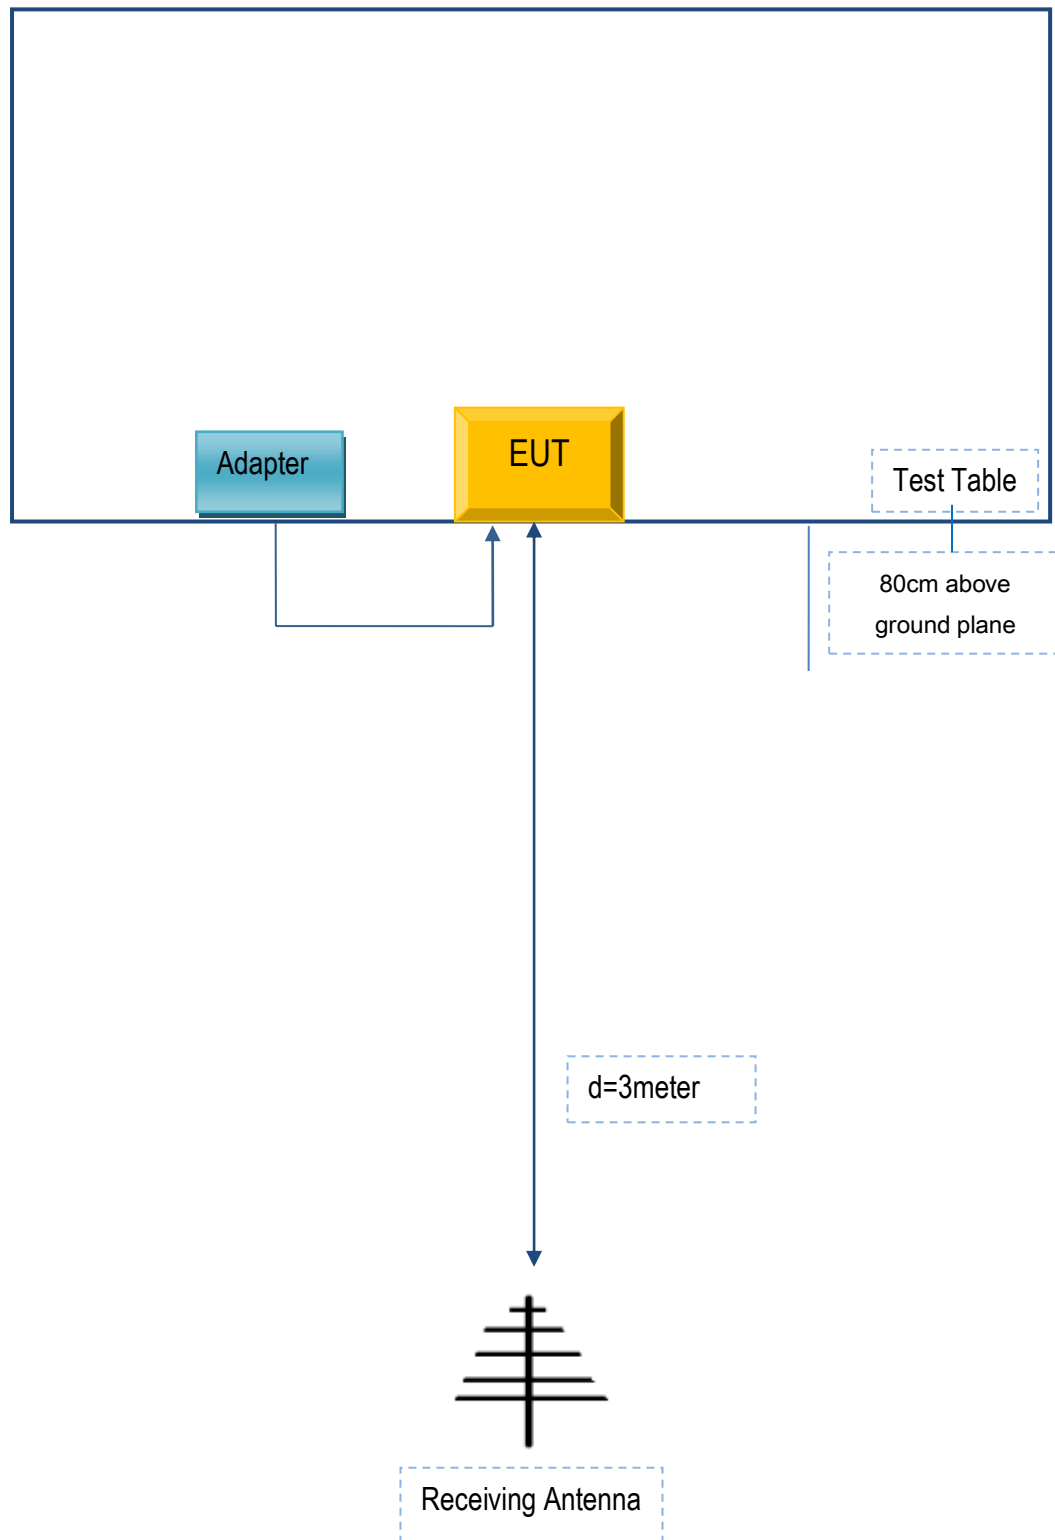 Adapter
EUT
Test Table
80cm above
ground plane
d=3meter
Receiving Antenna